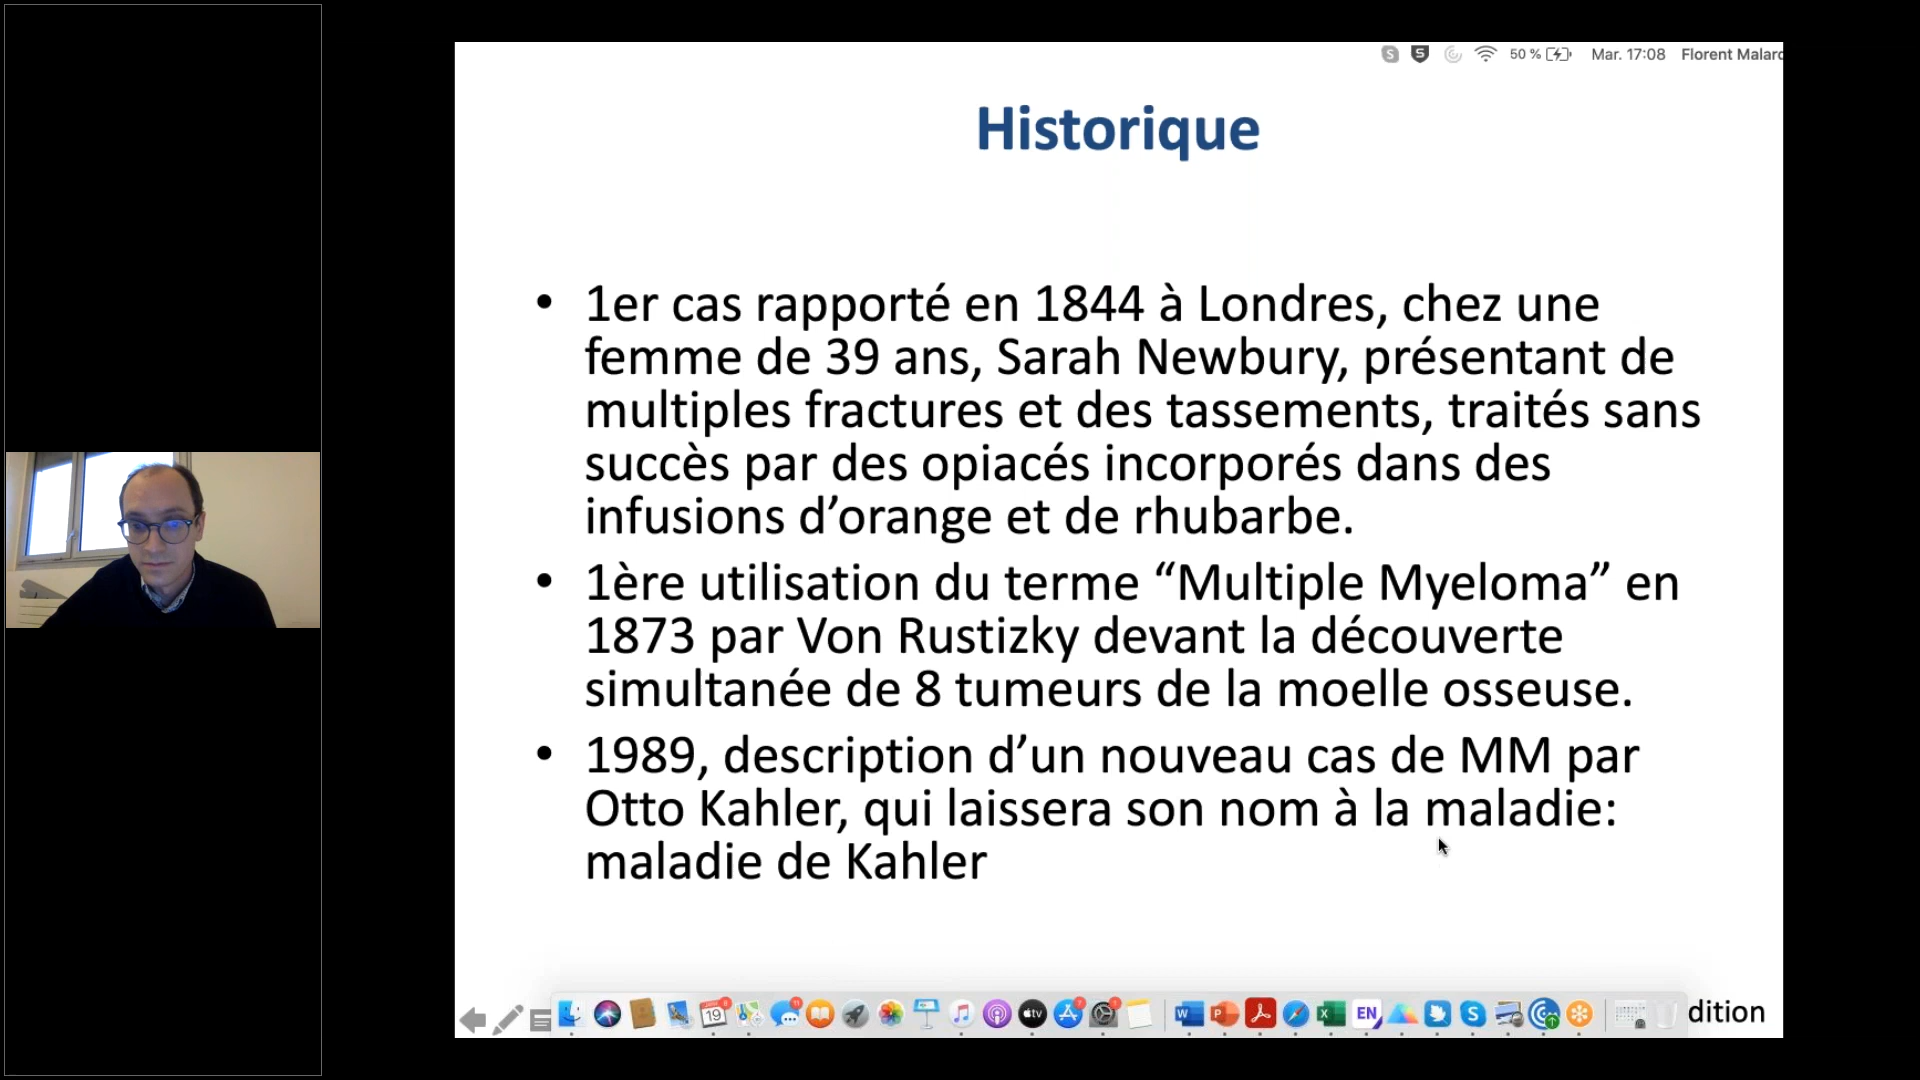 50 % Mar. 17:08 Florent Malard
Historique
• 1er cas rapporté en 1844 à Londres, chez une
femme de 39 ans, Sarah Newbury, présentant de
multiples fractures et des tassements, traités sans
succès par des opiacés incorporés dans des
infusions d’orange et de rhubarbe.
• 1ère utilisation du terme “Multiple Myeloma” en
1873 par Von Rustizky devant la découverte
simultanée de 8 tumeurs de la moelle osseuse.
• 1989, description d’un nouveau cas de MM par
Otto Kahler, qui laissera son nom à la maladie:
maladie de Kahler
19 tv W P X EN S dition